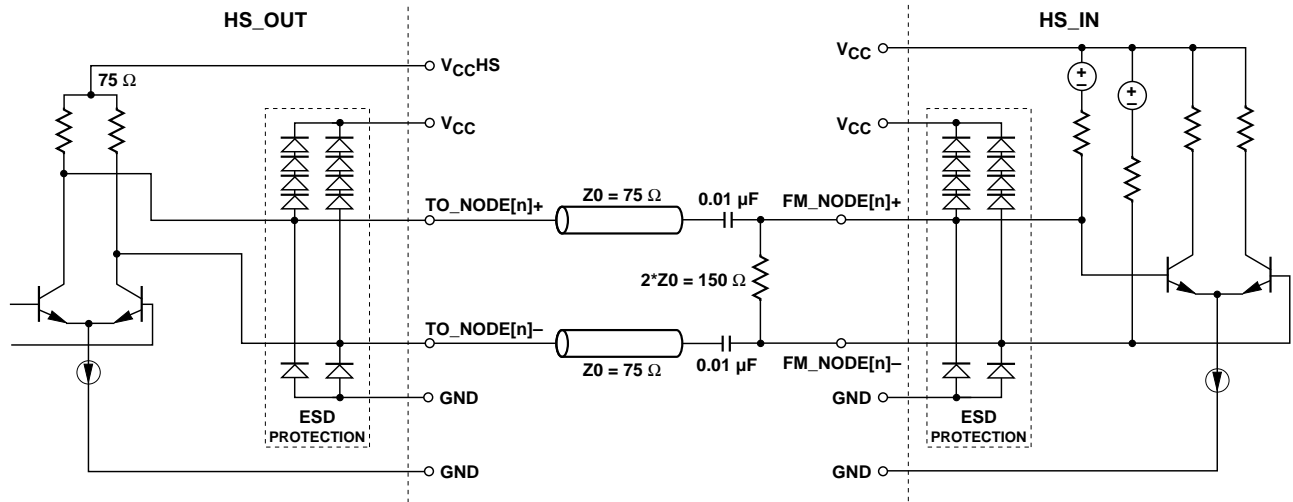 HS_OUT
HS_IN
75 Ω
VCCHS
VCC
TO_NODE[n]+
TO_NODE[n]–
GND
ESD
PROTECTION
GND
Z0 = 75 Ω
0.01 µF
2*Z0 = 150 Ω
Z0 = 75 Ω
0.01 µF
VCC
+
–
+
–
VCC
FM_NODE[n]+
FM_NODE[n]–
GND
ESD
PROTECTION
GND